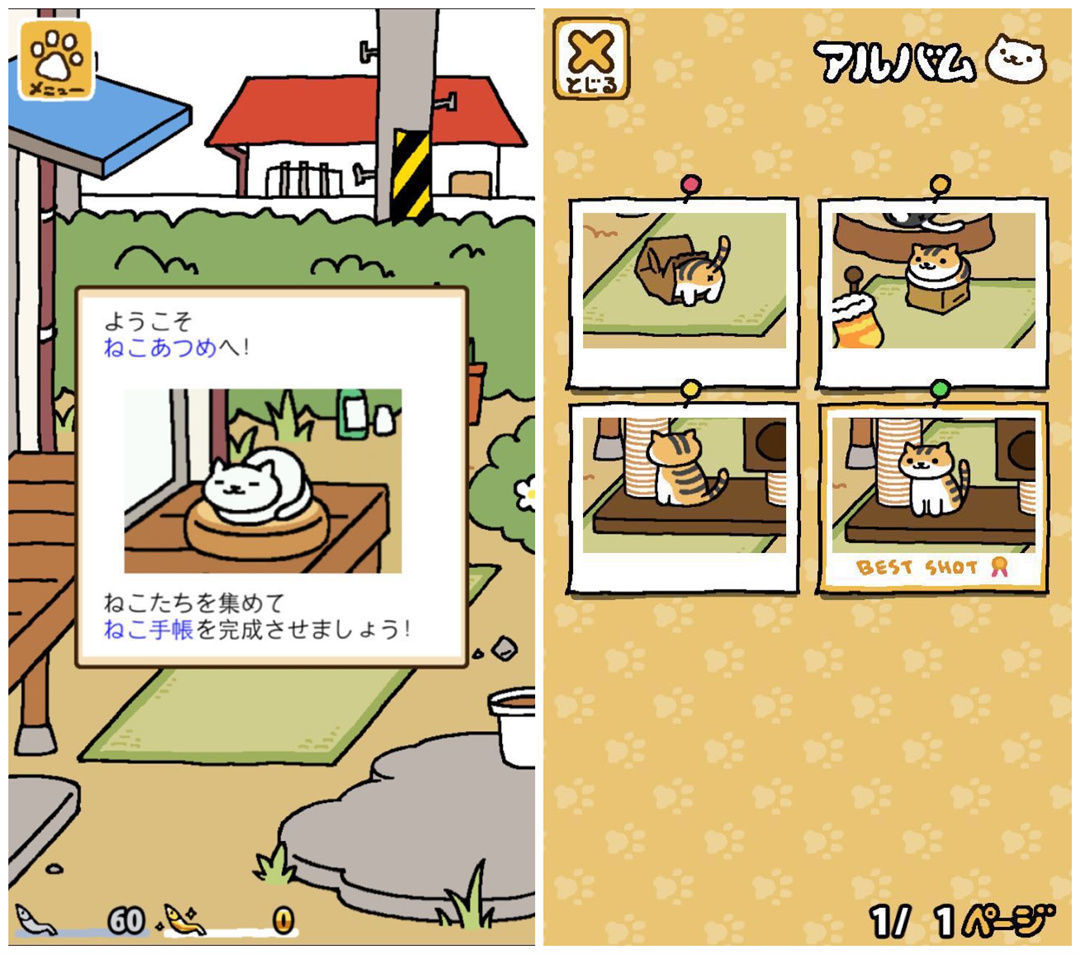 メニュー
ようこそ
ねこあつめへ!
ねこたちを集めて
ねこ手帳を完成させましょう!
60
0
とじる
アルバム
BEST SHOT
1/ 1ページ